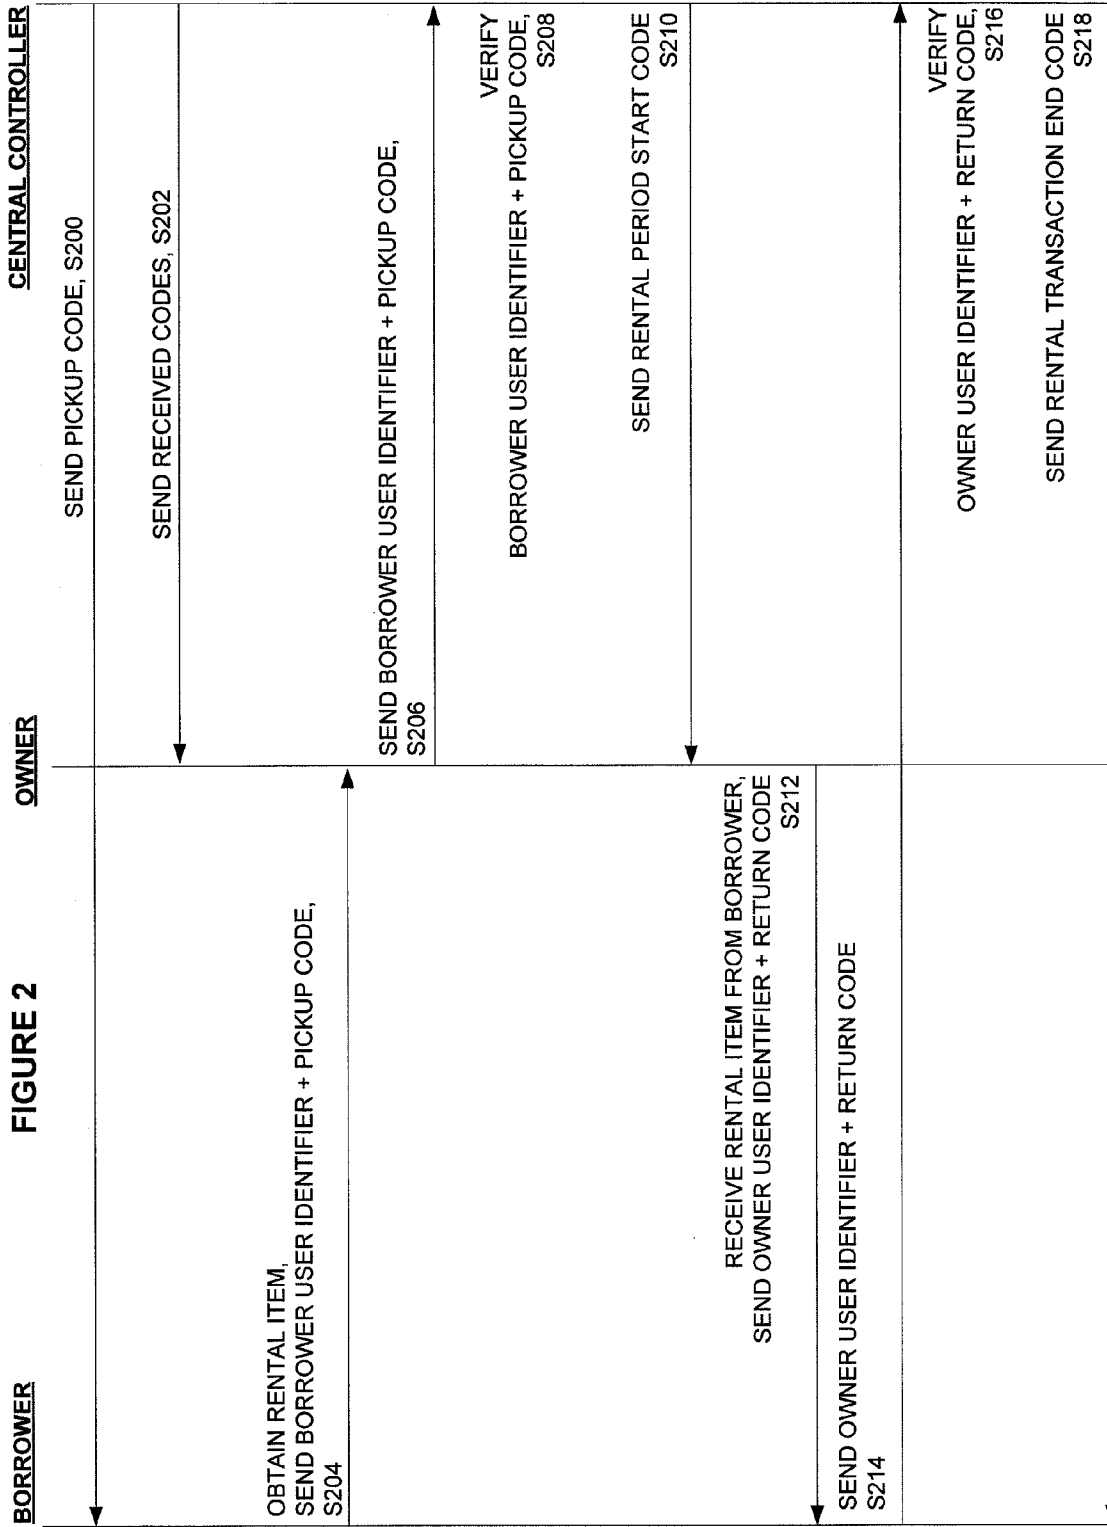 FIGURE 2
BORROWER
OWNER
CENTRAL CONTROLLER
SEND PICKUP CODE, S200
SEND RECEIVED CODES, S202
OBTAIN RENTAL ITEM,
SEND BORROWER USER IDENTIFIER + PICKUP CODE,
S204
SEND BORROWER USER IDENTIFIER + PICKUP CODE,
S206
VERIFY
BORROWER USER IDENTIFIER + PICKUP CODE,
S208
SEND RENTAL PERIOD START CODE
S210
RECEIVE RENTAL ITEM FROM BORROWER,
SEND OWNER USER IDENTIFIER + RETURN CODE
S212
SEND OWNER USER IDENTIFIER + RETURN CODE
S214
VERIFY
OWNER USER IDENTIFIER + RETURN CODE,
S216
SEND RENTAL TRANSACTION END CODE
S218